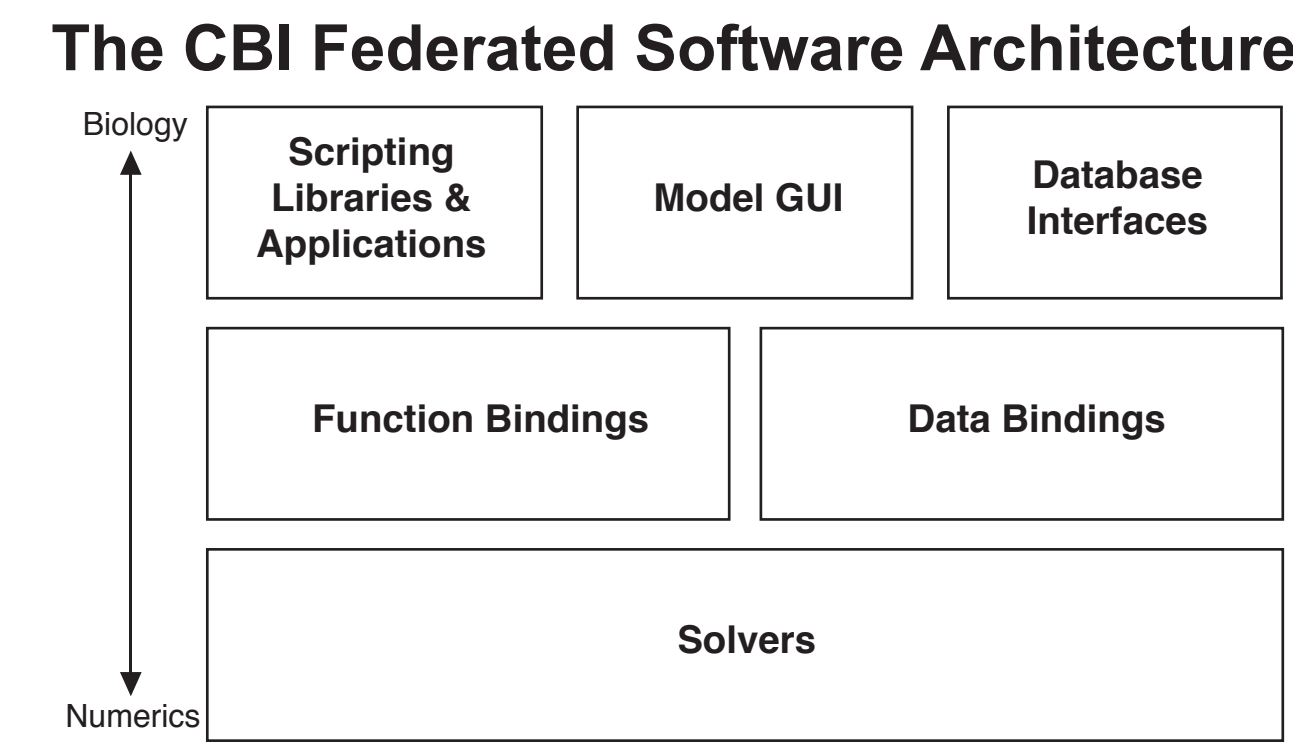 The CBI Federated Software Architecture
Biology
Scripting
Libraries &
Applications
Model GUI
Database
Interfaces
Function Bindings
Data Bindings
Solvers
Numerics